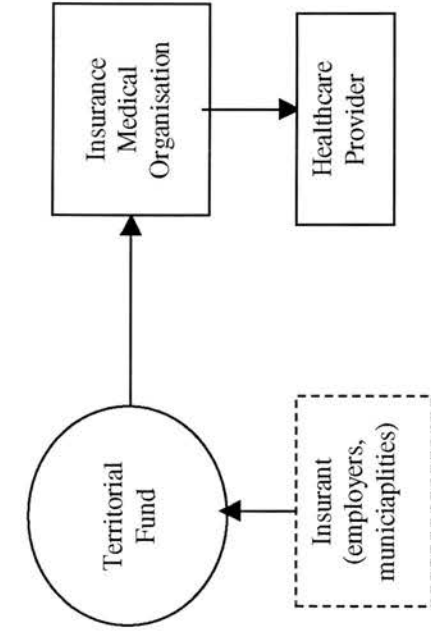 Territorial
Fund
Insurant
(employers,
municiaplities)
Insurance
Medical
Organisation
Healthcare
Provider